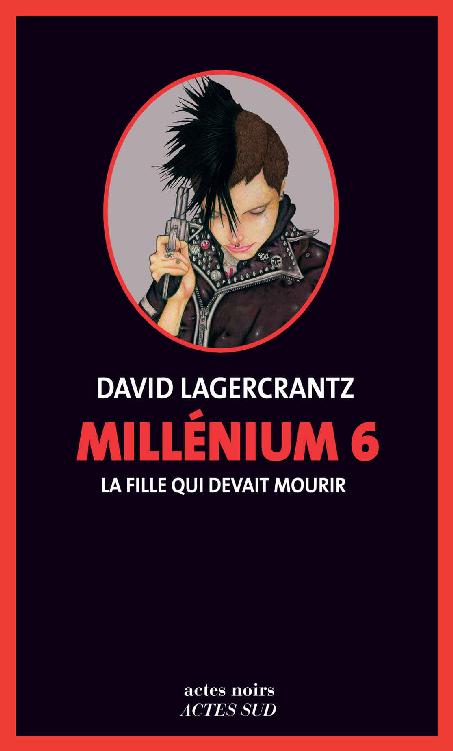 DAVID LAGERCRANTZ
MILLÉNIUM 6
LA FILLE QUI DEVAIT MOURIR
actes noirs
ACTES SUD